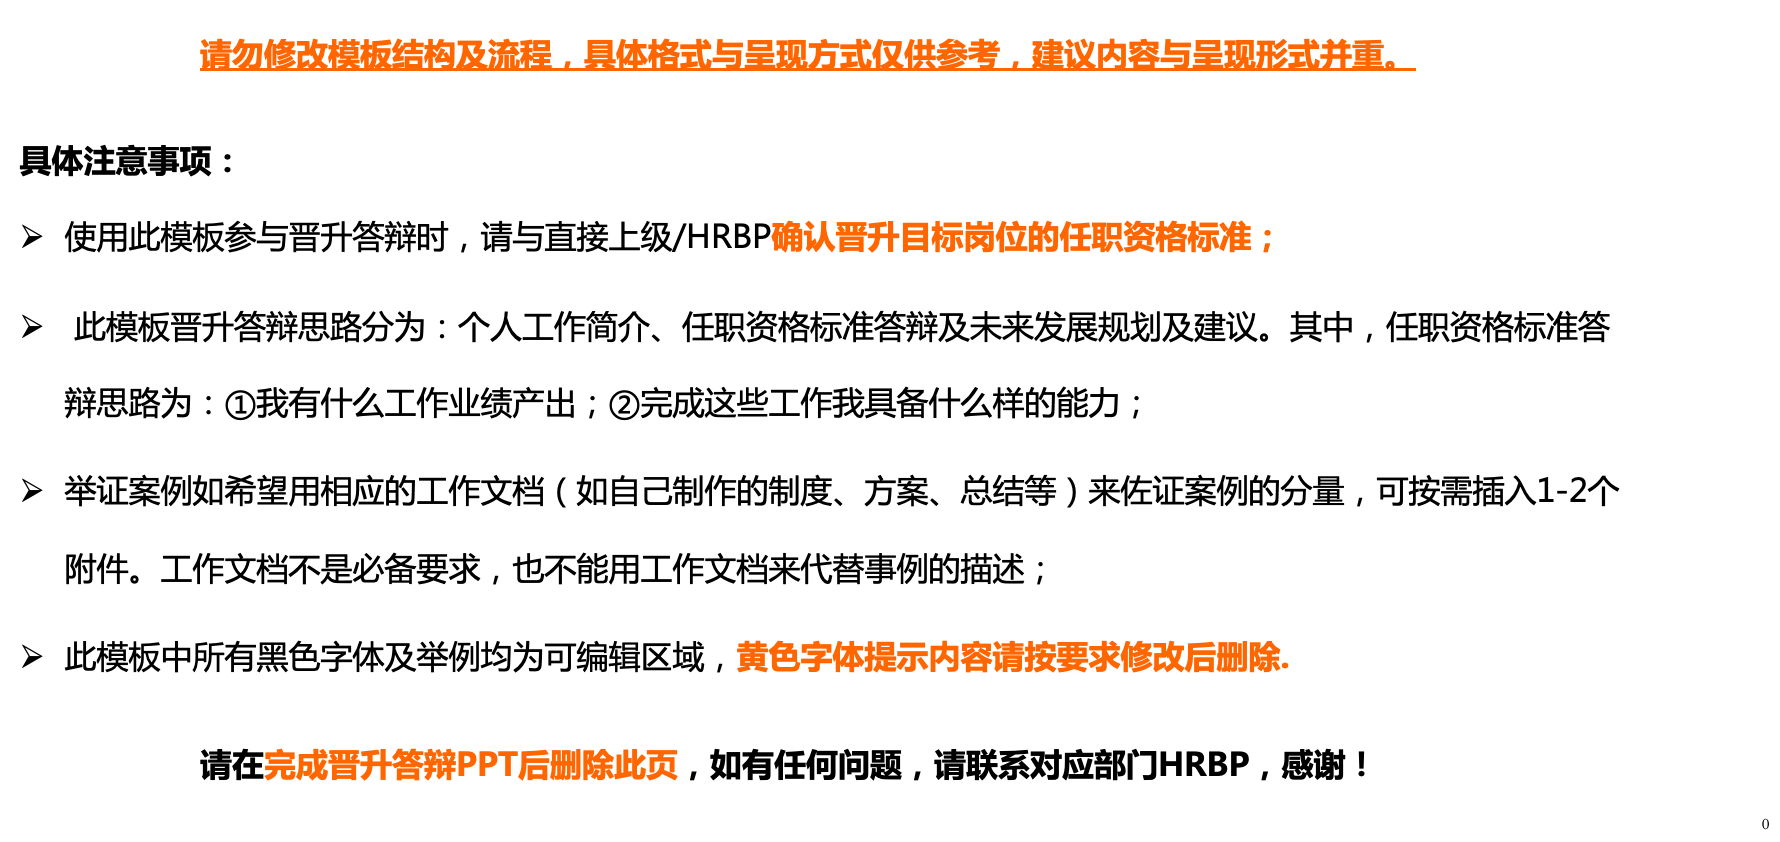 请勿修改模板结构及流程，具体格式与呈现方式仅供参考，建议内容与呈现形式并重。
具体注意事项：
➢ 使用此模板参与晋升答辩时，请与直接上级/HRBP确认晋升目标岗位的任职资格标准；
➢ 此模板晋升答辩思路分为：个人工作简介、任职资格标准答辩及未来发展规划及建议。其中，任职资格标准答
辩思路为：①我有什么工作业绩产出；②完成这些工作我具备什么样的能力；
➢ 举证案例如希望用相应的工作文档（如自己制作的制度、方案、总结等）来佐证案例的分量，可按需插入1-2个
附件。工作文档不是必备要求，也不能用工作文档来代替事例的描述；
➢ 此模板中所有黑色字体及举例均为可编辑区域，黄色字体提示内容请按要求修改后删除.
请在完成晋升答辩PPT后删除此页，如有任何问题，请联系对应部门HRBP，感谢！
0